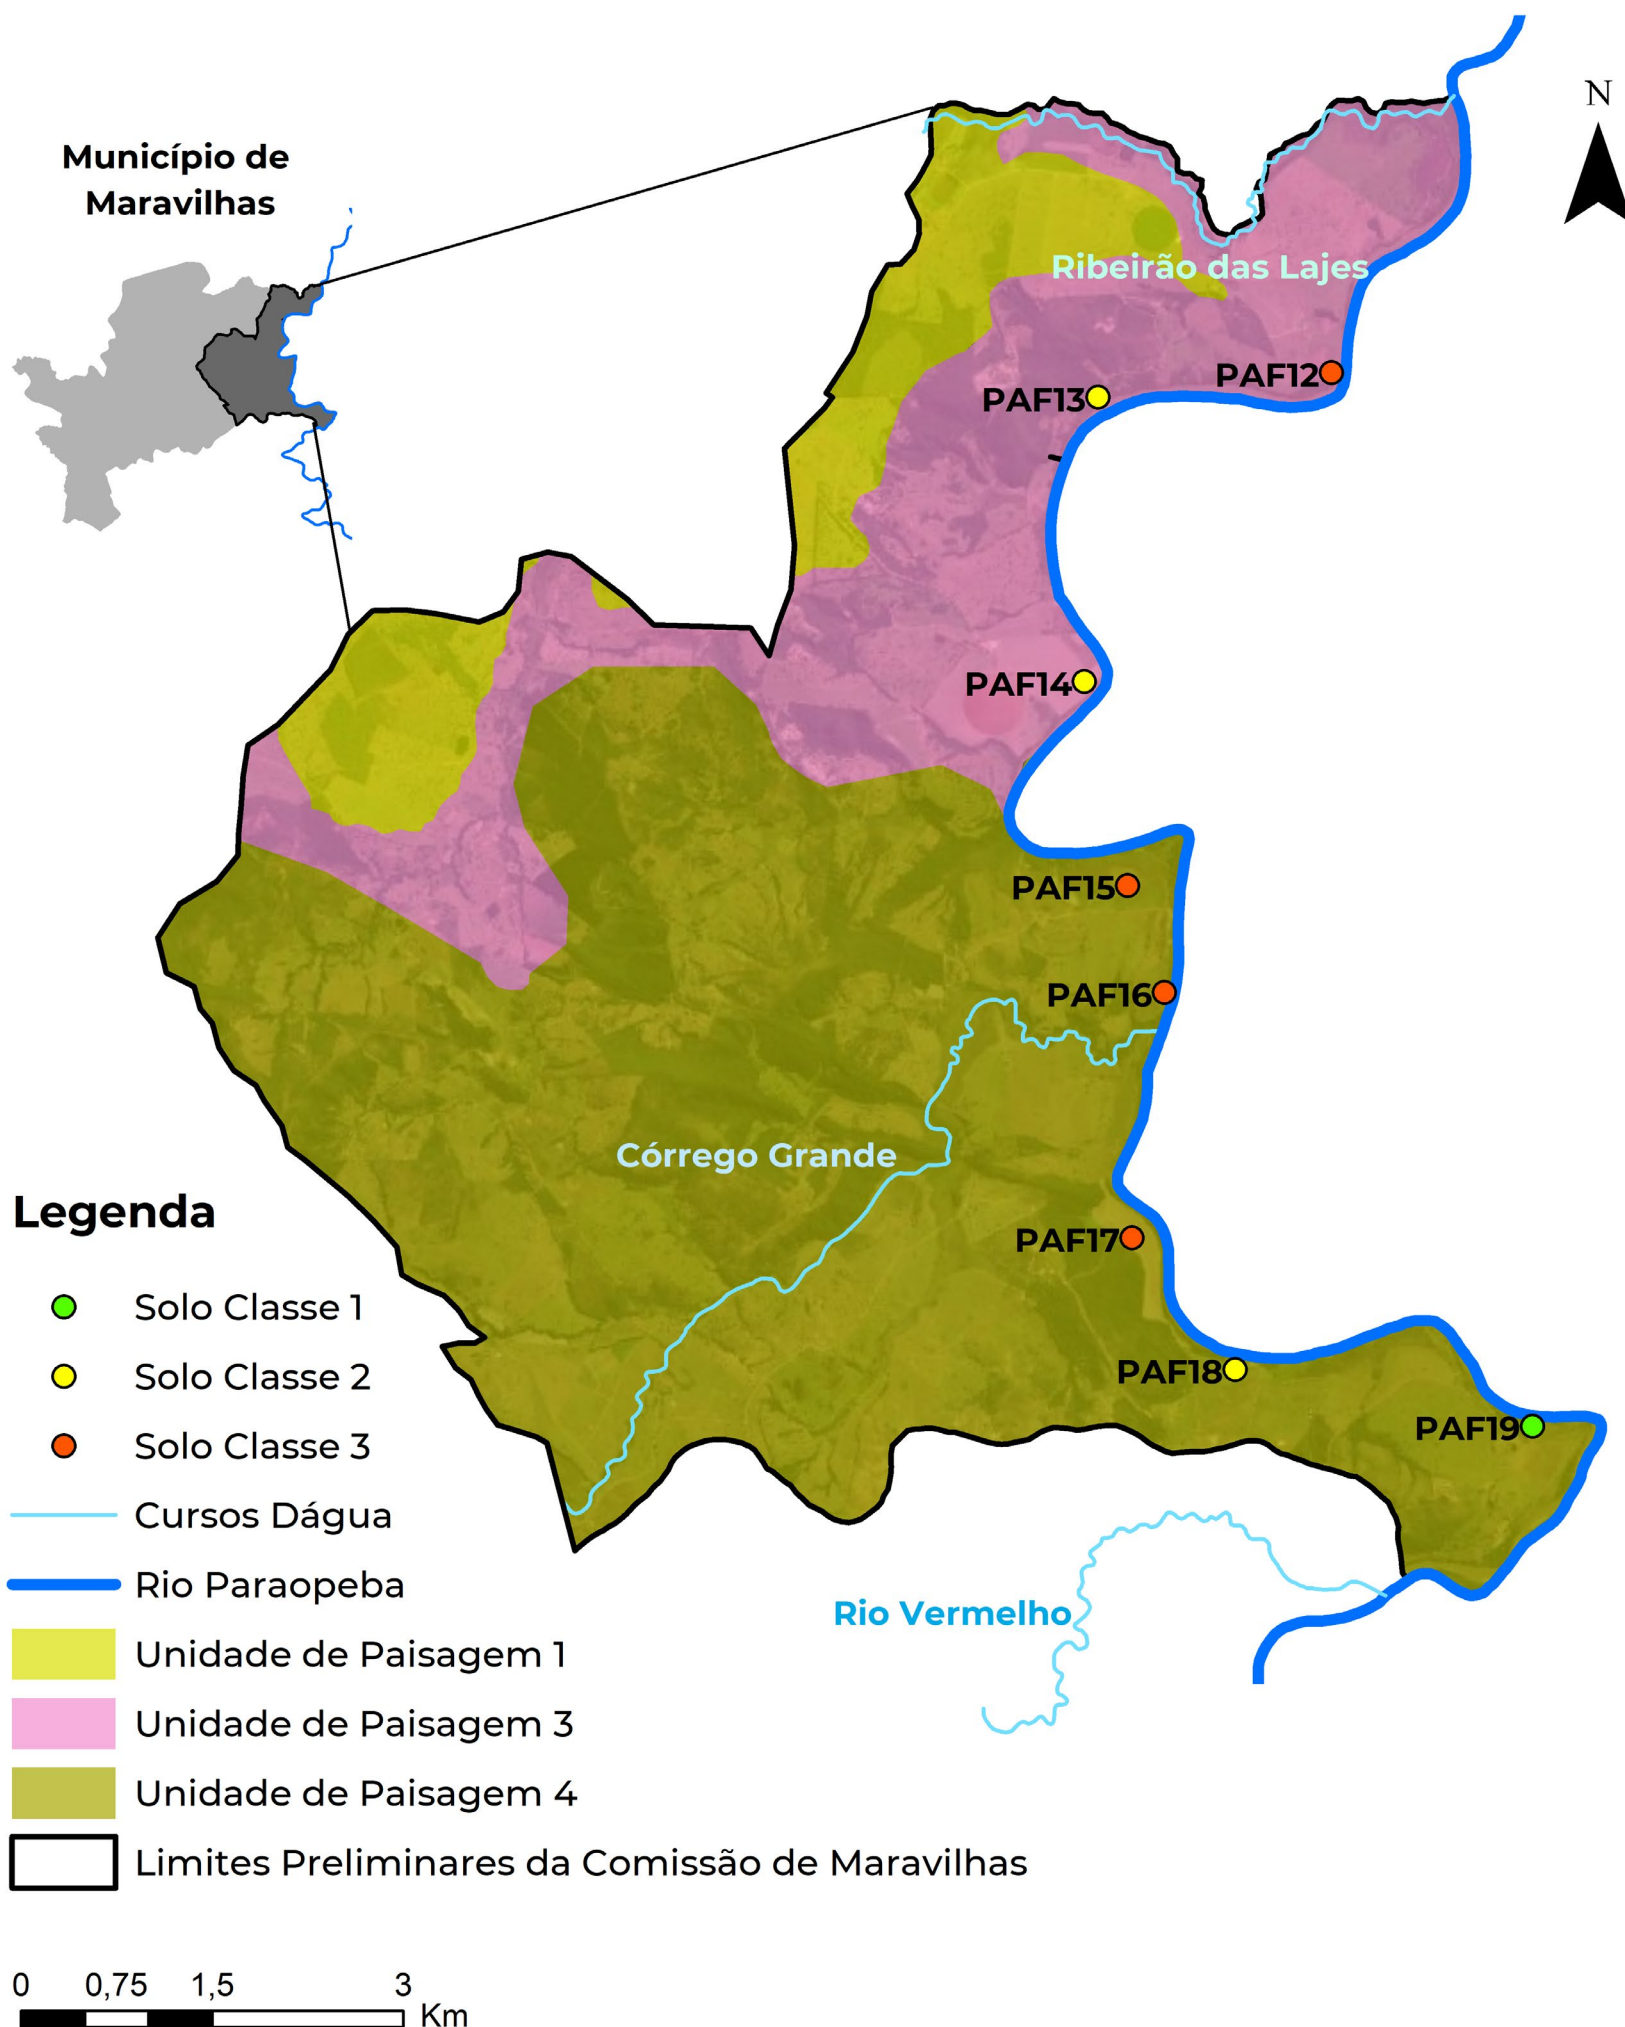 N
Município de
Maravilhas
Ribeirão das Lajes
PAF12
PAF13
PAF14
PAF15
PAF16
Córrego Grande
PAF17
PAF18
PAF19
Rio Vermelho
Legenda
Solo Classe 1
Solo Classe 2
Solo Classe 3
Cursos Dágua
Rio Paraopeba
Unidade de Paisagem 1
Unidade de Paisagem 3
Unidade de Paisagem 4
Limites Preliminares da Comissão de Maravilhas
0 0,75 1,5 3
Km